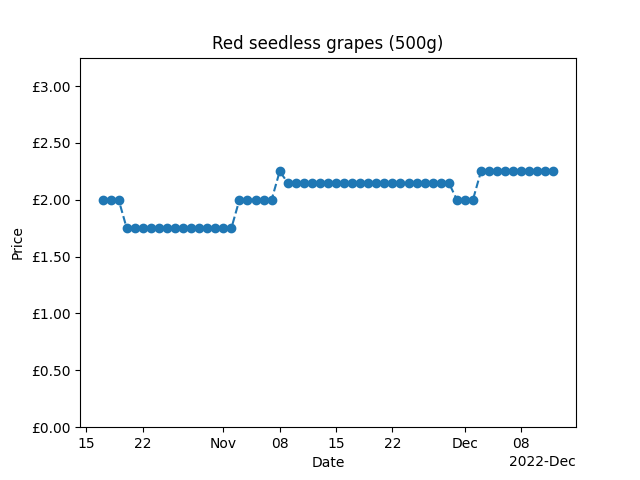 Red seedless grapes (500g)
£3.00
£2.50
£2.00
£1.50
£1.00
£0.50
£0.00
Price
15 22 Nov 08 15 22 Dec 08
Date
2022-Dec